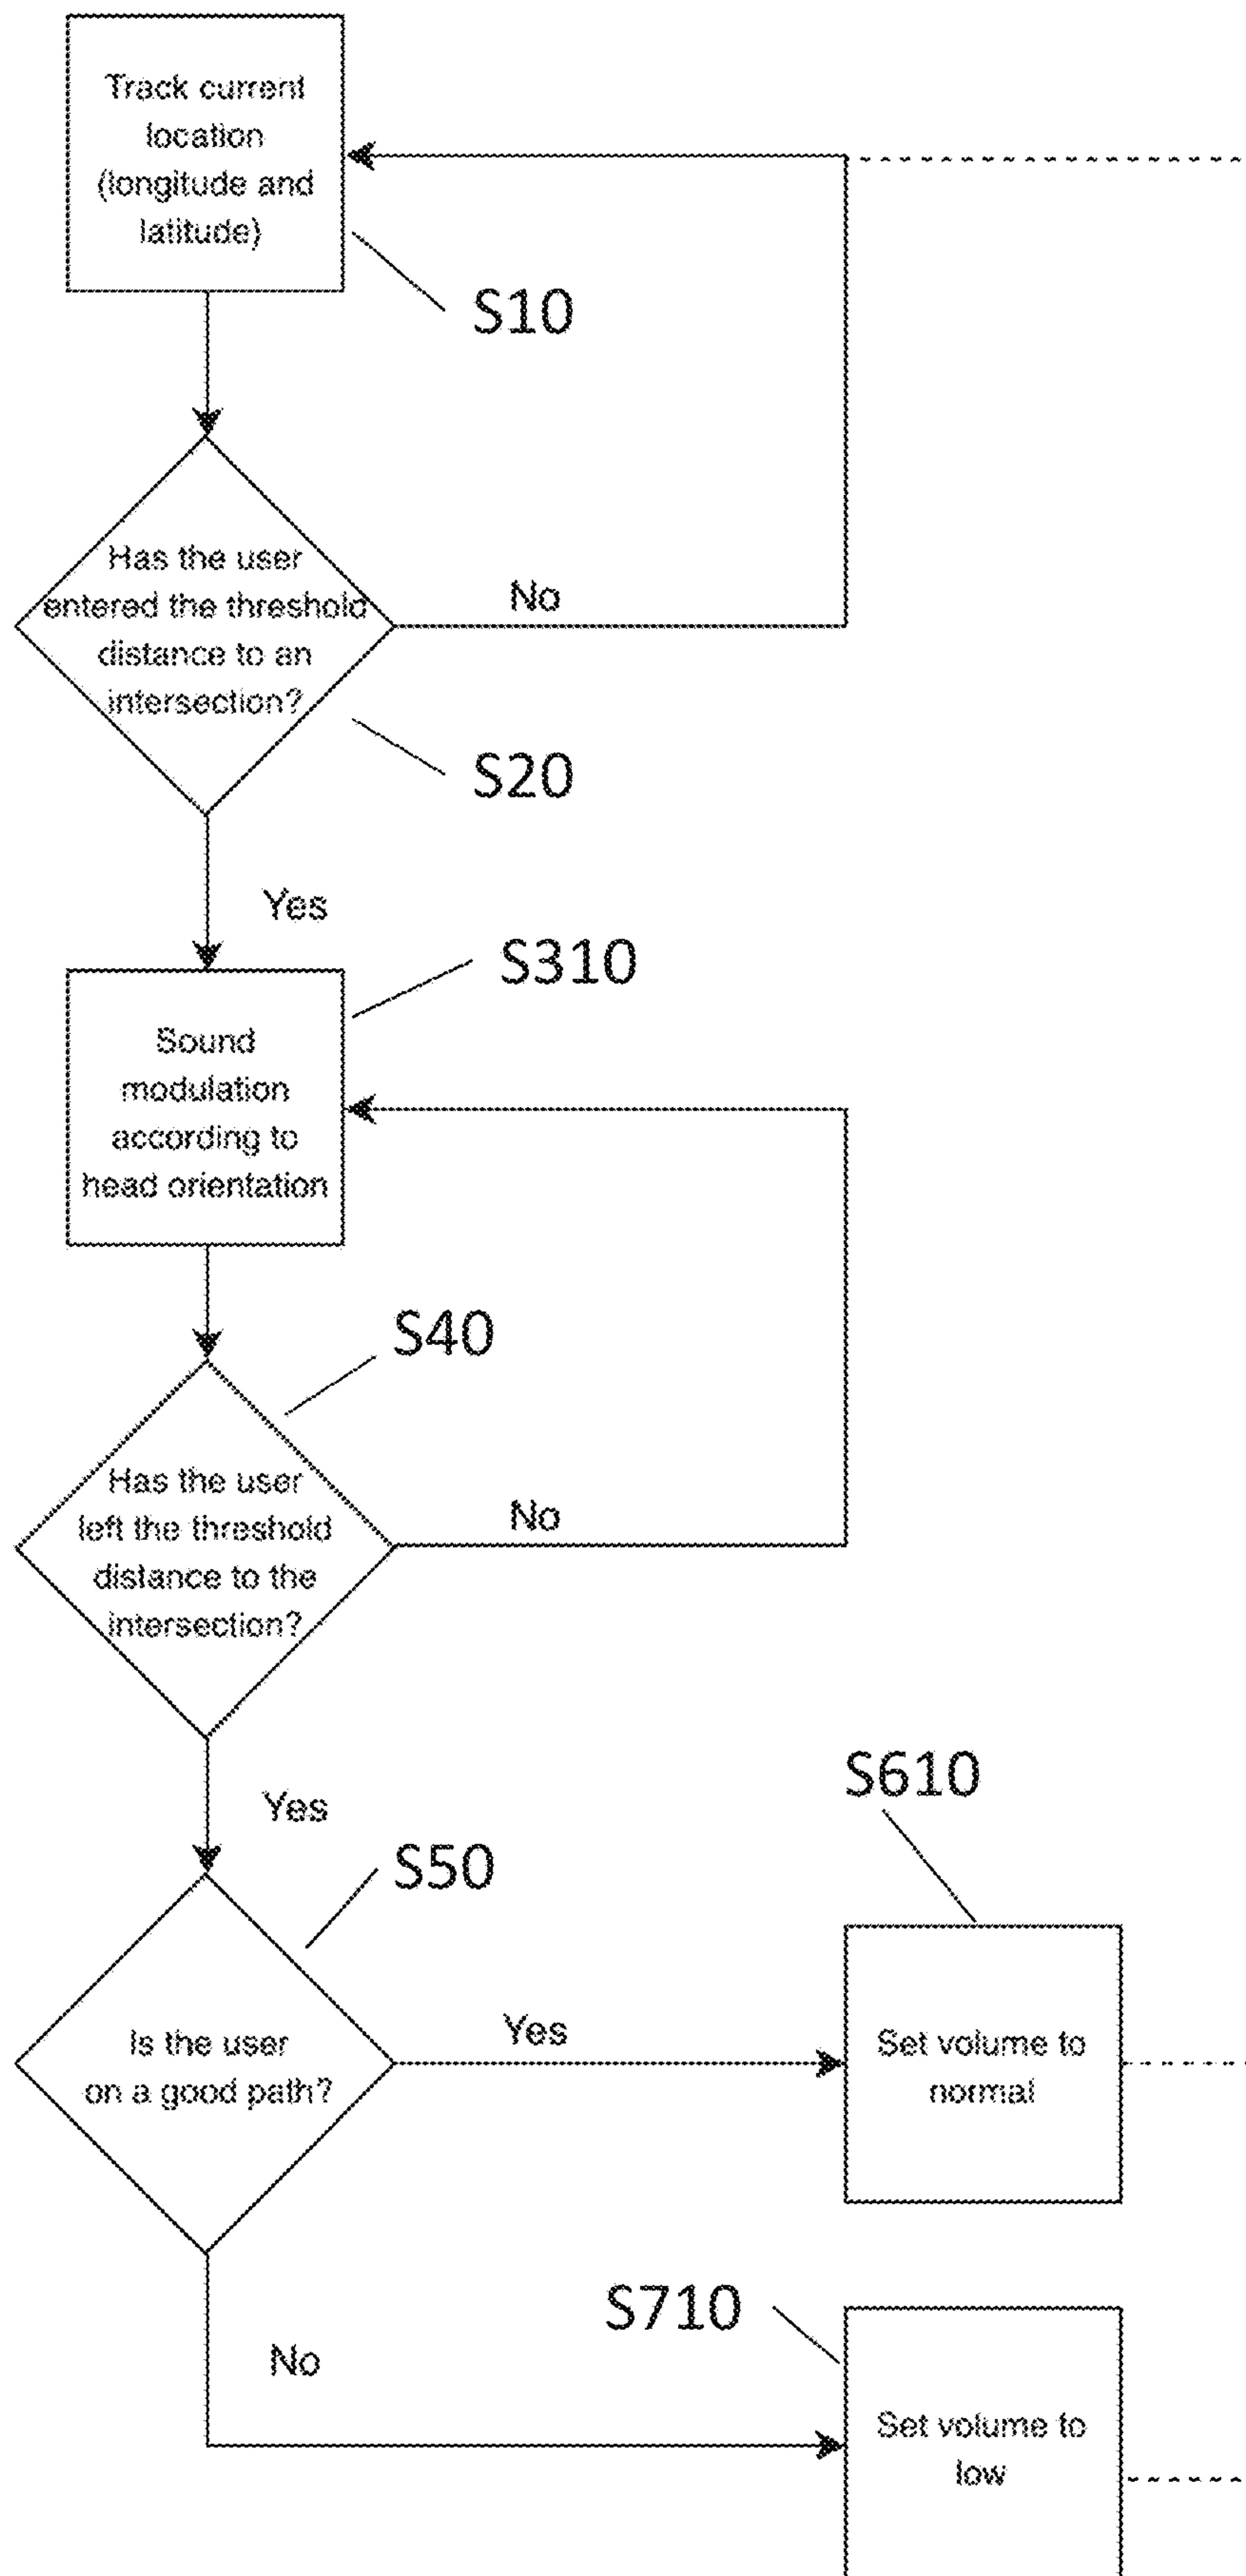 Track current
location
(longitude and
latitude)
S10
Has the user
entered the threshold
distance to an
intersection?
No
S20
Yes
S310
Sound
modulation
according to
head orientation
S40
Has the user
left the threshold
distance to the
intersection?
No
Yes
S50
S610
Is the user
on a good path?
Yes
Set volume to
normal
S710
No
Set volume to
low